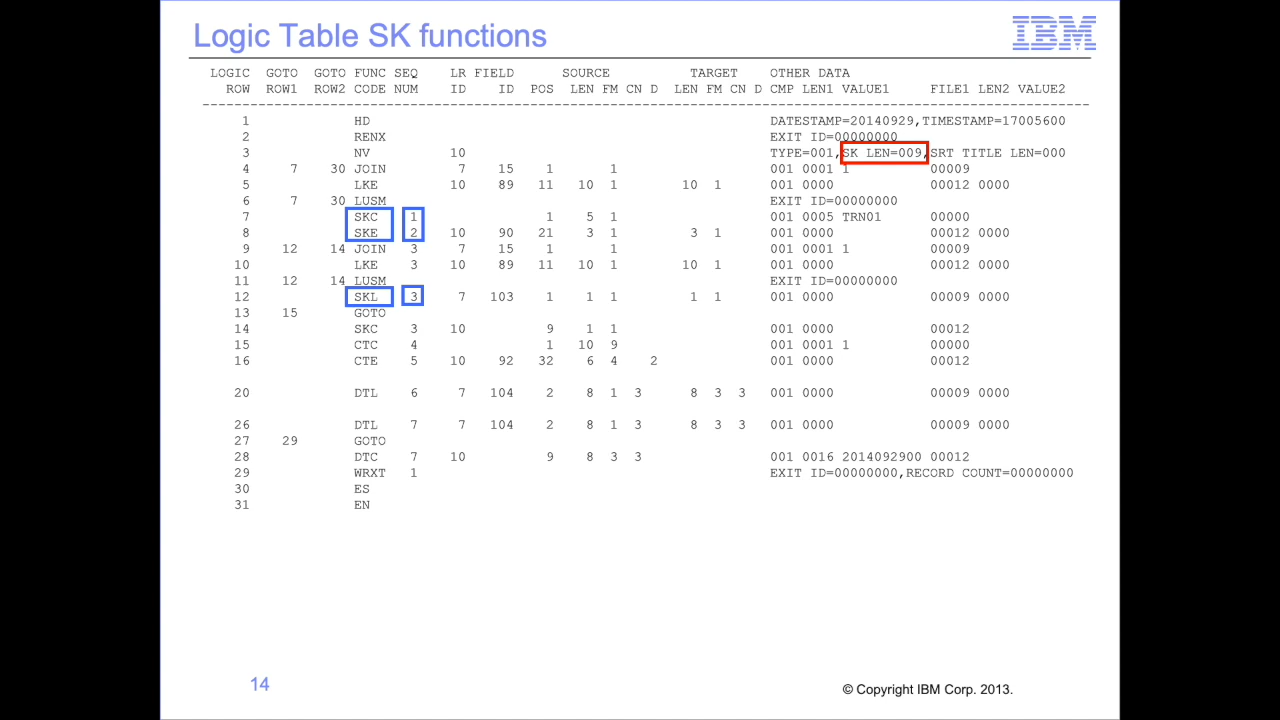 Logic Table SK functions
IBM
LOGIC GOTO GOTO FUNC SEQ LR FIELD SOURCE TARGET OTHER DATA
ROW ROW1 ROW2 CODE NUM ID ID POS LEN FM CN D LEN FM CN D CMP LEN1 VALUE1 FILE1 LEN2 VALUE2
1 HD DATESTAMP=20140929,TIMESTAMP=17005600
2 RENX EXIT ID=00000000
3 NV 10 TYPE=001,SK LEN=009,SRT TITLE LEN=000
4 7 30 JOIN 7 15 1 1 001 0001 1 00009
5 LKE 10 89 11 10 1 10 1 001 0000 00012 0000
6 7 30 LUSM EXIT ID=00000000
7 SKC 1 1 5 1 001 0005 TRN01 00000
8 SKE 2 10 90 21 3 1 3 1 001 0000 00012 0000
9 12 14 JOIN 3 7 15 1 1 001 0001 1 00009
10 LKE 3 10 89 11 10 1 10 1 001 0000 00012 0000
11 12 14 LUSM EXIT ID=00000000
12 SKL 3 7 103 1 1 1 1 1 001 0000 00009 0000
13 15 GOTO
14 SKC 3 10 9 1 1 001 0000 00012
15 CTC 4 1 10 9 001 0001 1 00000
16 CTE 5 10 92 32 6 4 2 001 0000 00012
20 DTL 6 7 104 2 8 1 3 8 3 3 001 0000 00009 0000
26 DTL 7 7 104 2 8 1 3 8 3 3 001 0000 00009 0000
27 29 GOTO
28 DTC 7 10 9 8 3 3 001 0016 2014092900 00012
29 WRXT 1 EXIT ID=00000000,RECORD COUNT=00000000
30 ES
31 EN
14
© Copyright IBM Corp. 2013.